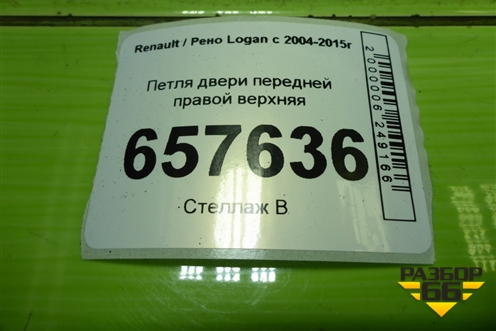 Renault / Рено Logan с 2004-2015г
Петля двери передней
правой верхняя
657636
Стеллаж В
2000006249166
РАЗБОР
66